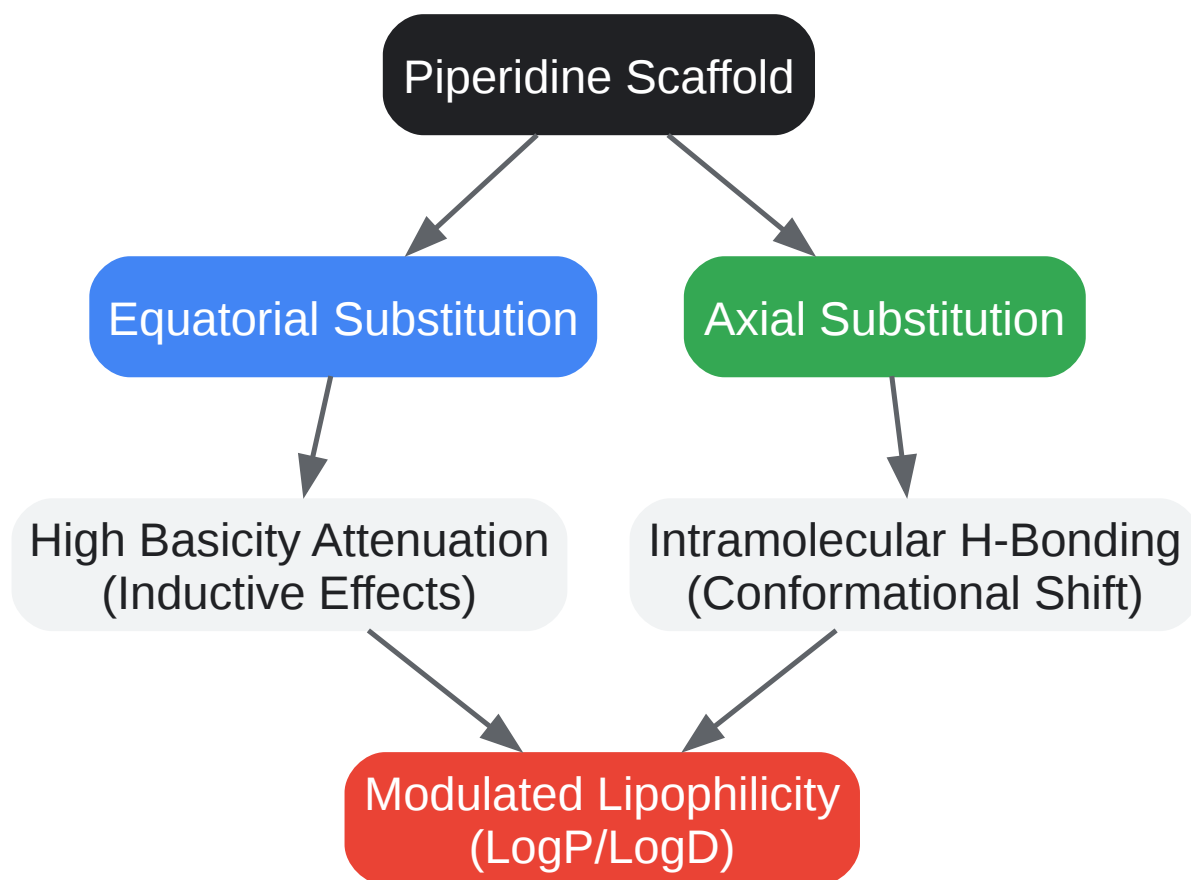 Piperidine Scaffold
Equatorial Substitution
Axial Substitution
High Basicity Attenuation
(Inductive Effects)
Intramolecular H-Bonding
(Conformational Shift)
Modulated Lipophilicity
(LogP/LogD)